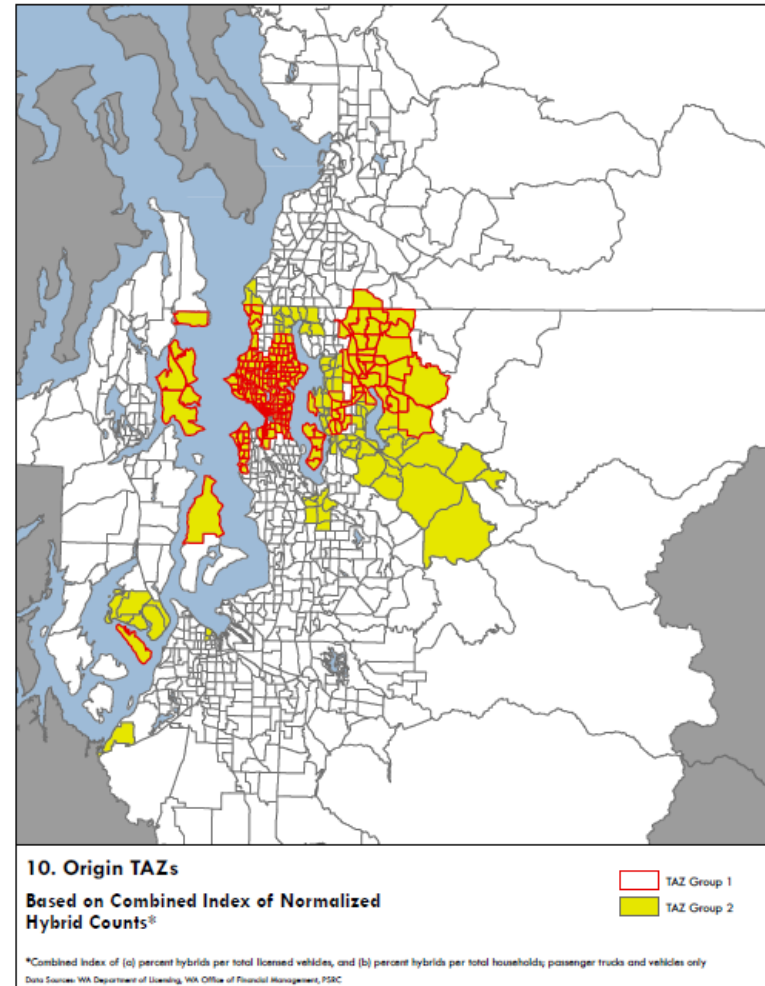 10. Origin TAZs
Based on Combined Index of Normalized
Hybrid Counts*
TAZ Group 1
TAZ Group 2
*Combined Index of (a) percent hybrids per total licensed vehicles, and (b) percent hybrids per total households; passenger trucks and vehicles only
Data Sources: WA Department of Licensing, WA Office of Financial Management, PSRC